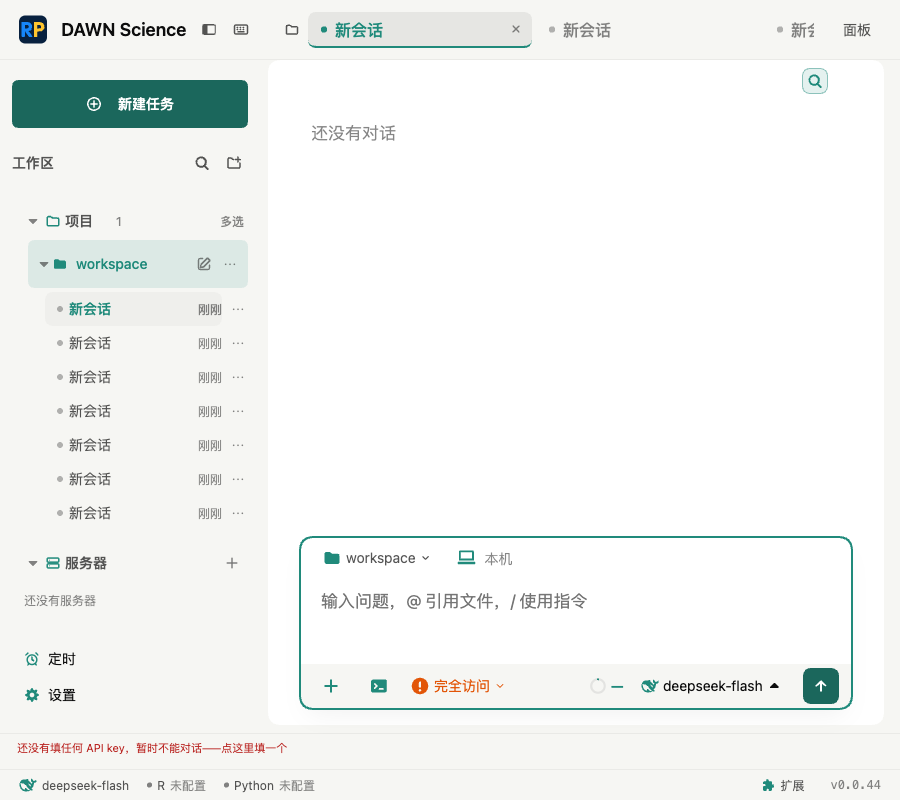 RP DAWN Science 新会话 × 新会话 新会 面板
新建任务
还没有对话
工作区
项目 1 多选
workspace ···
新会话 刚刚 ···
新会话 刚刚 ···
新会话 刚刚 ···
新会话 刚刚 ···
新会话 刚刚 ···
新会话 刚刚 ···
新会话 刚刚 ···
服务器 +
还没有服务器
定时
设置
workspace 本机
输入问题，@ 引用文件，/ 使用指令
完全访问 deepseek-flash
还没有填任何 API key，暂时不能对话——点这里填一个
deepseek-flash R 未配置 Python 未配置 扩展 v0.0.44